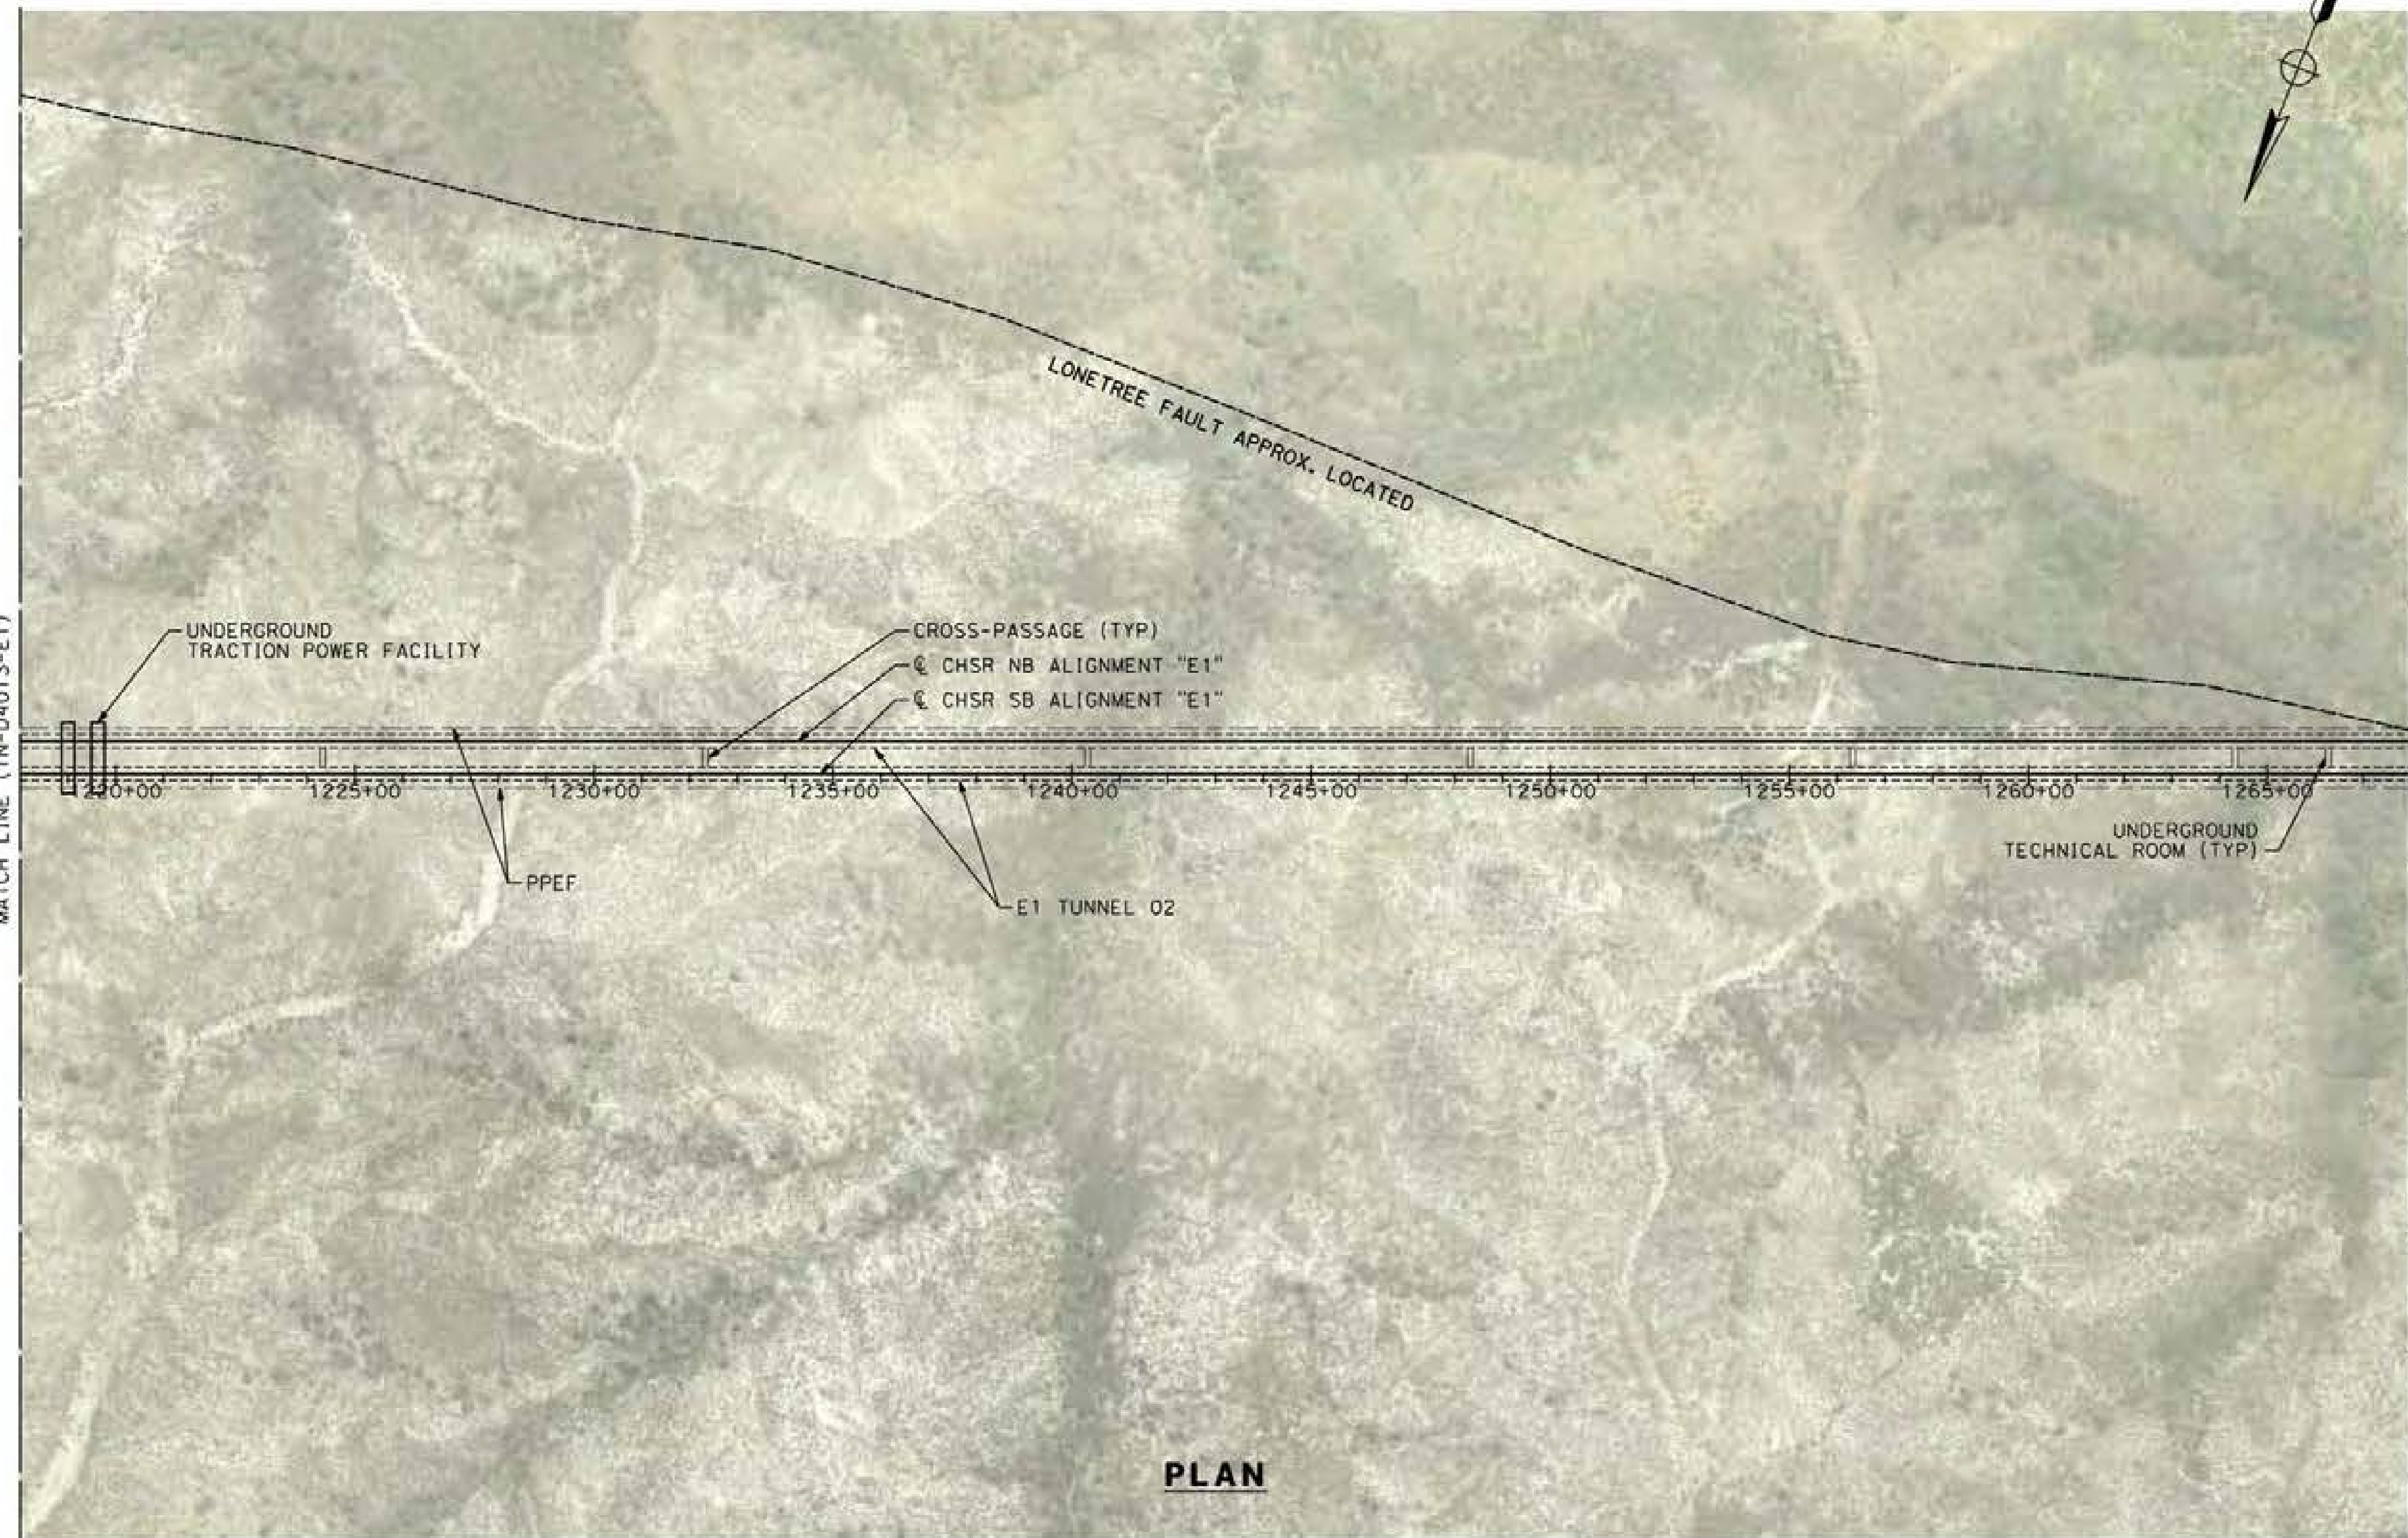 LONETREE FAULT APPROX. LOCATED
UNDERGROUND
TRACTION POWER FACILITY
CROSS-PASSAGE (TYP)
℄ CHSR NB ALIGNMENT "E1"
℄ CHSR SB ALIGNMENT "E1"
1225+00
1230+00
1235+00
1240+00
1245+00
1250+00
1255+00
1260+00
1265+00
UNDERGROUND
TECHNICAL ROOM (TYP)
PPEF
E1 TUNNEL 02
MATCH LINE
PLAN